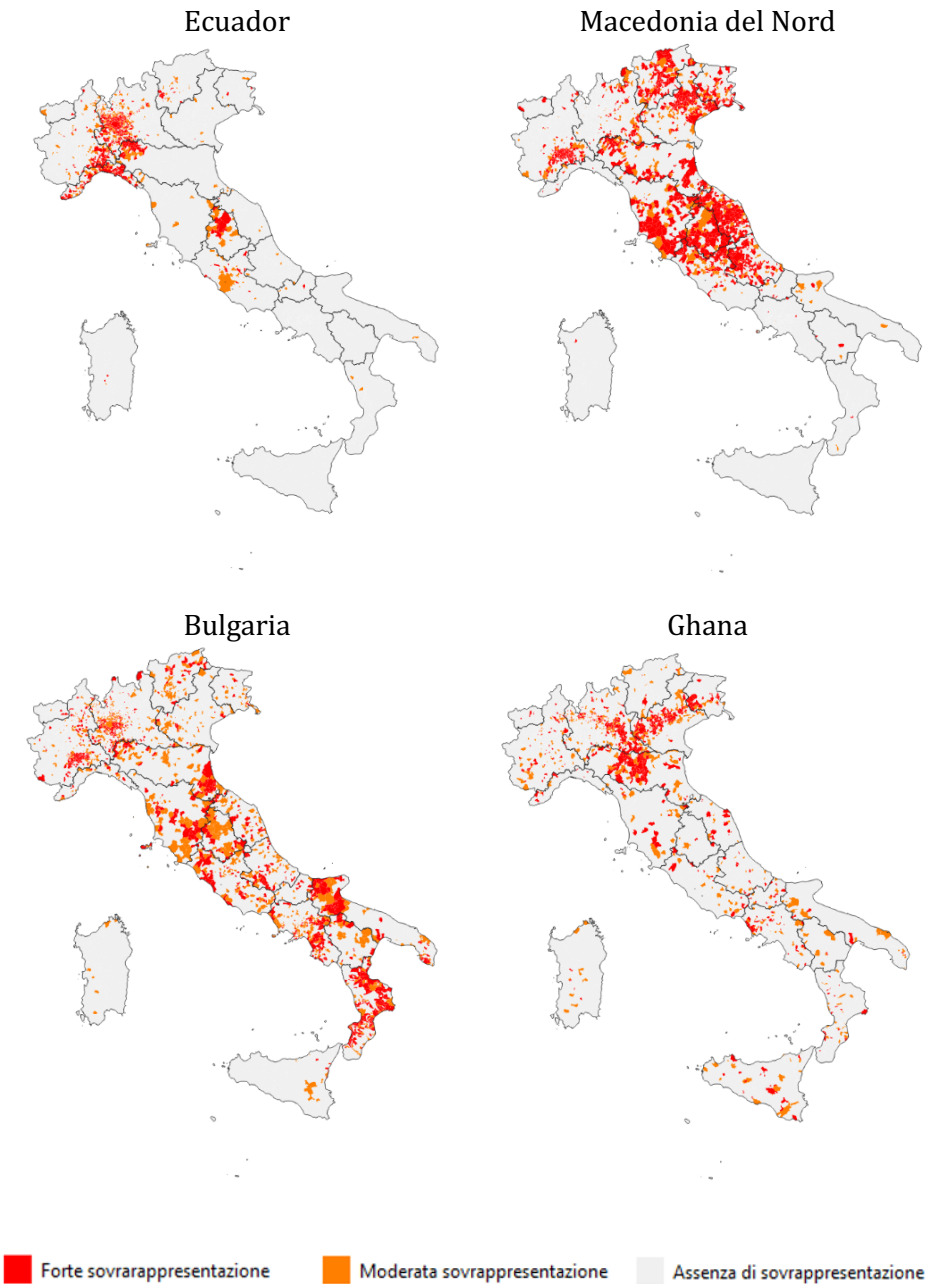 Ecuador
Macedonia del Nord
Bulgaria
Ghana
Forte sovrarappresentazione
Moderata sovrappresentazione
Assenza di sovrappresentazione